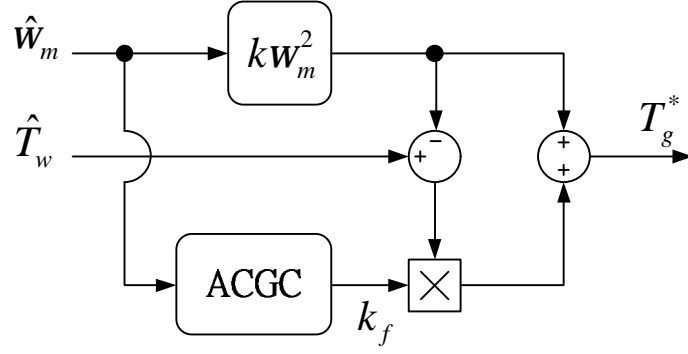 ŵ_m
kw_m^2
T_g^*
−
+
+
+
T̂_w
ACGC
×
k_f